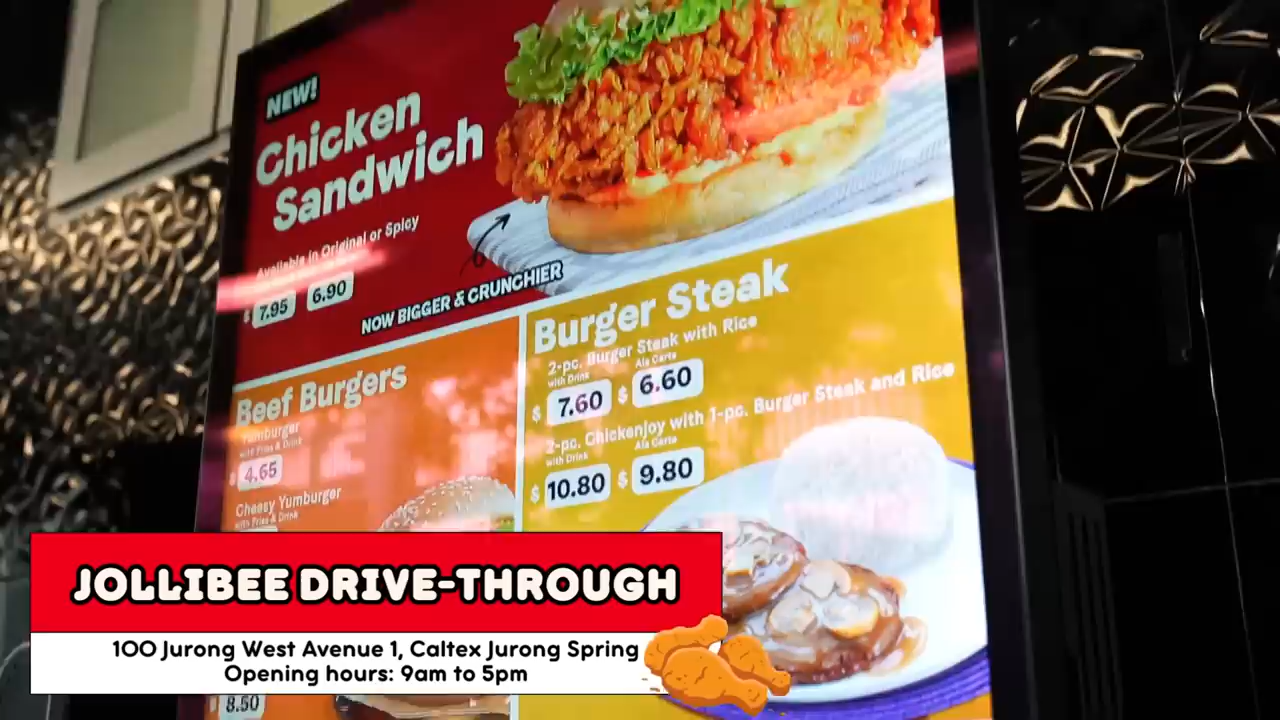 NEW!
Chicken
Sandwich
Available in Original or Spicy
$ 7.95 6.90
NOW BIGGER & CRUNCHIER
Beef Burgers
Yumburger
with Fries & Drink
$ 4.65
Cheesy Yumburger
with Fries & Drink
8.50
Burger Steak
2-pc. Burger Steak with Rice
with Drink Ala Carte
$ 7.60 $ 6.60
2-pc. Chickenjoy with 1-pc. Burger Steak and Rice
with Drink Ala Carte
$ 10.80 $ 9.80
JOLLIBEE DRIVE-THROUGH
100 Jurong West Avenue 1, Caltex Jurong Spring
Opening hours: 9am to 5pm